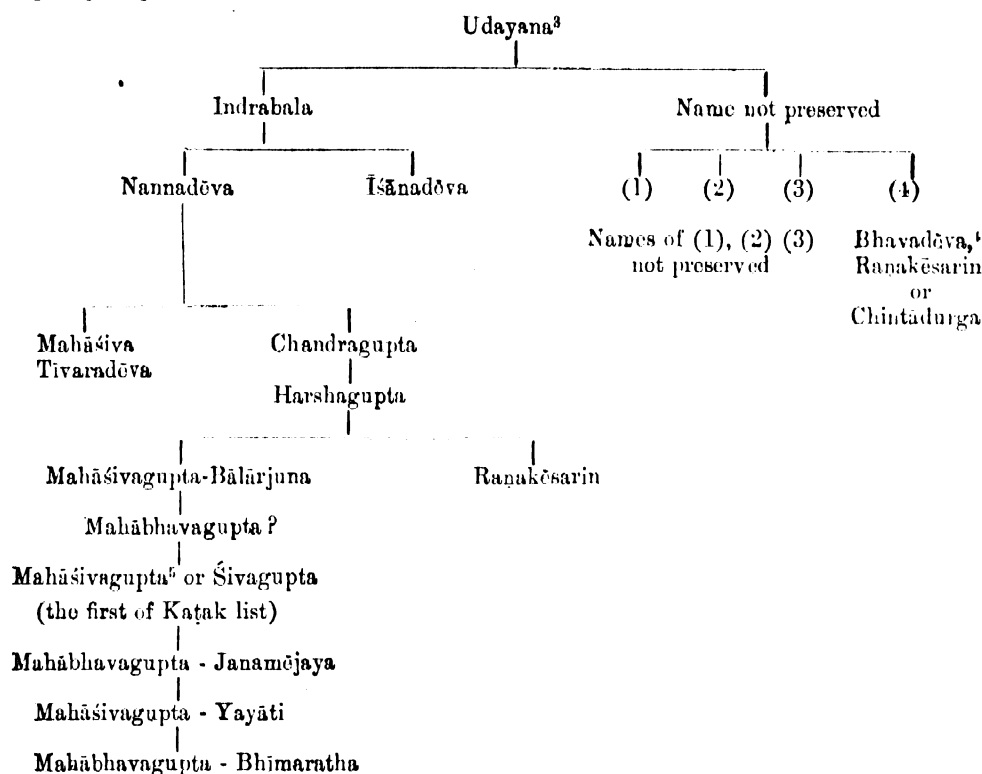 Udayana³
Indrabala Name not preserved
Nannadēva Īśānadēva (1) (2) (3) (4)
Names of (1), (2) (3) Bhavadēva,⁴
not preserved Raṇakēsarin
or
Chintādurga
Mahāśiva Chandragupta
Tīvaradēva
Harshagupta
Mahāśivagupta-Bālārjuna Raṇakēsarin
Mahābhavagupta ?
Mahāśivagupta⁵ or Śivagupta
(the first of Kaṭak list)
Mahābhavagupta - Janamējaya
Mahāśivagupta - Yayāti
Mahābhavagupta - Bhīmaratha